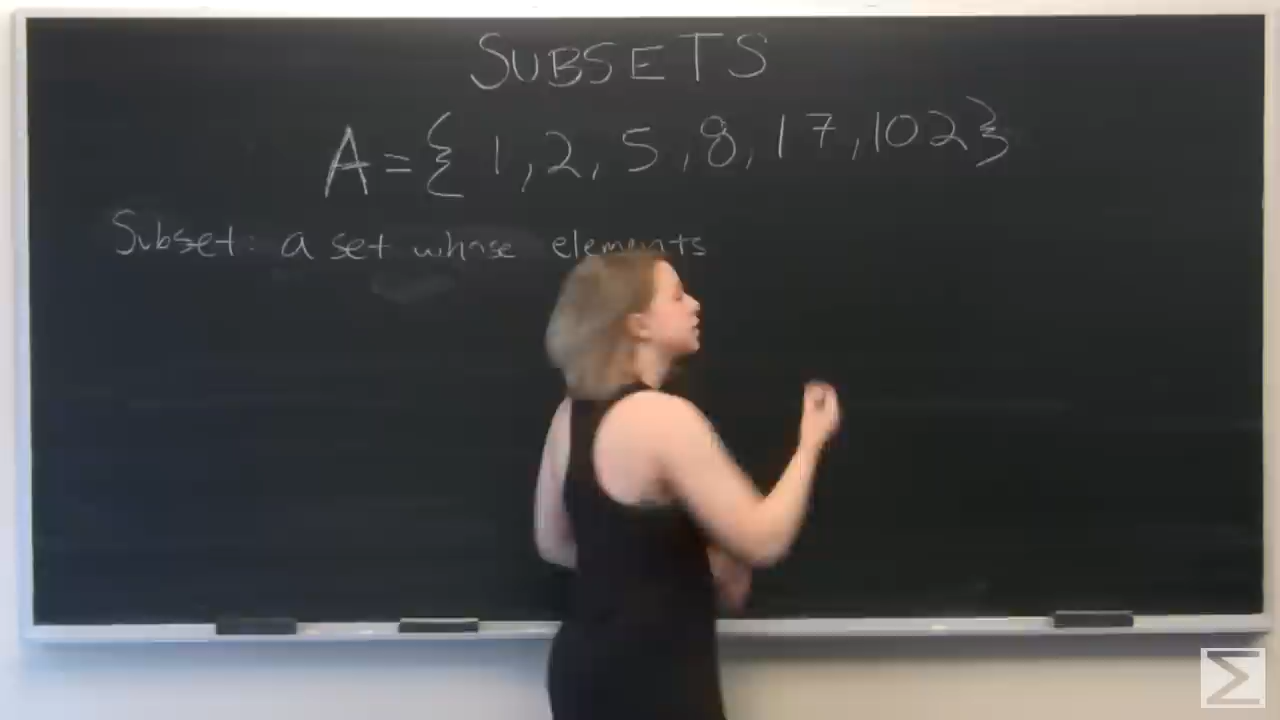 SUBSETS
A={1,2,5,8,17,102}
Subset: a set whose elements
Σ